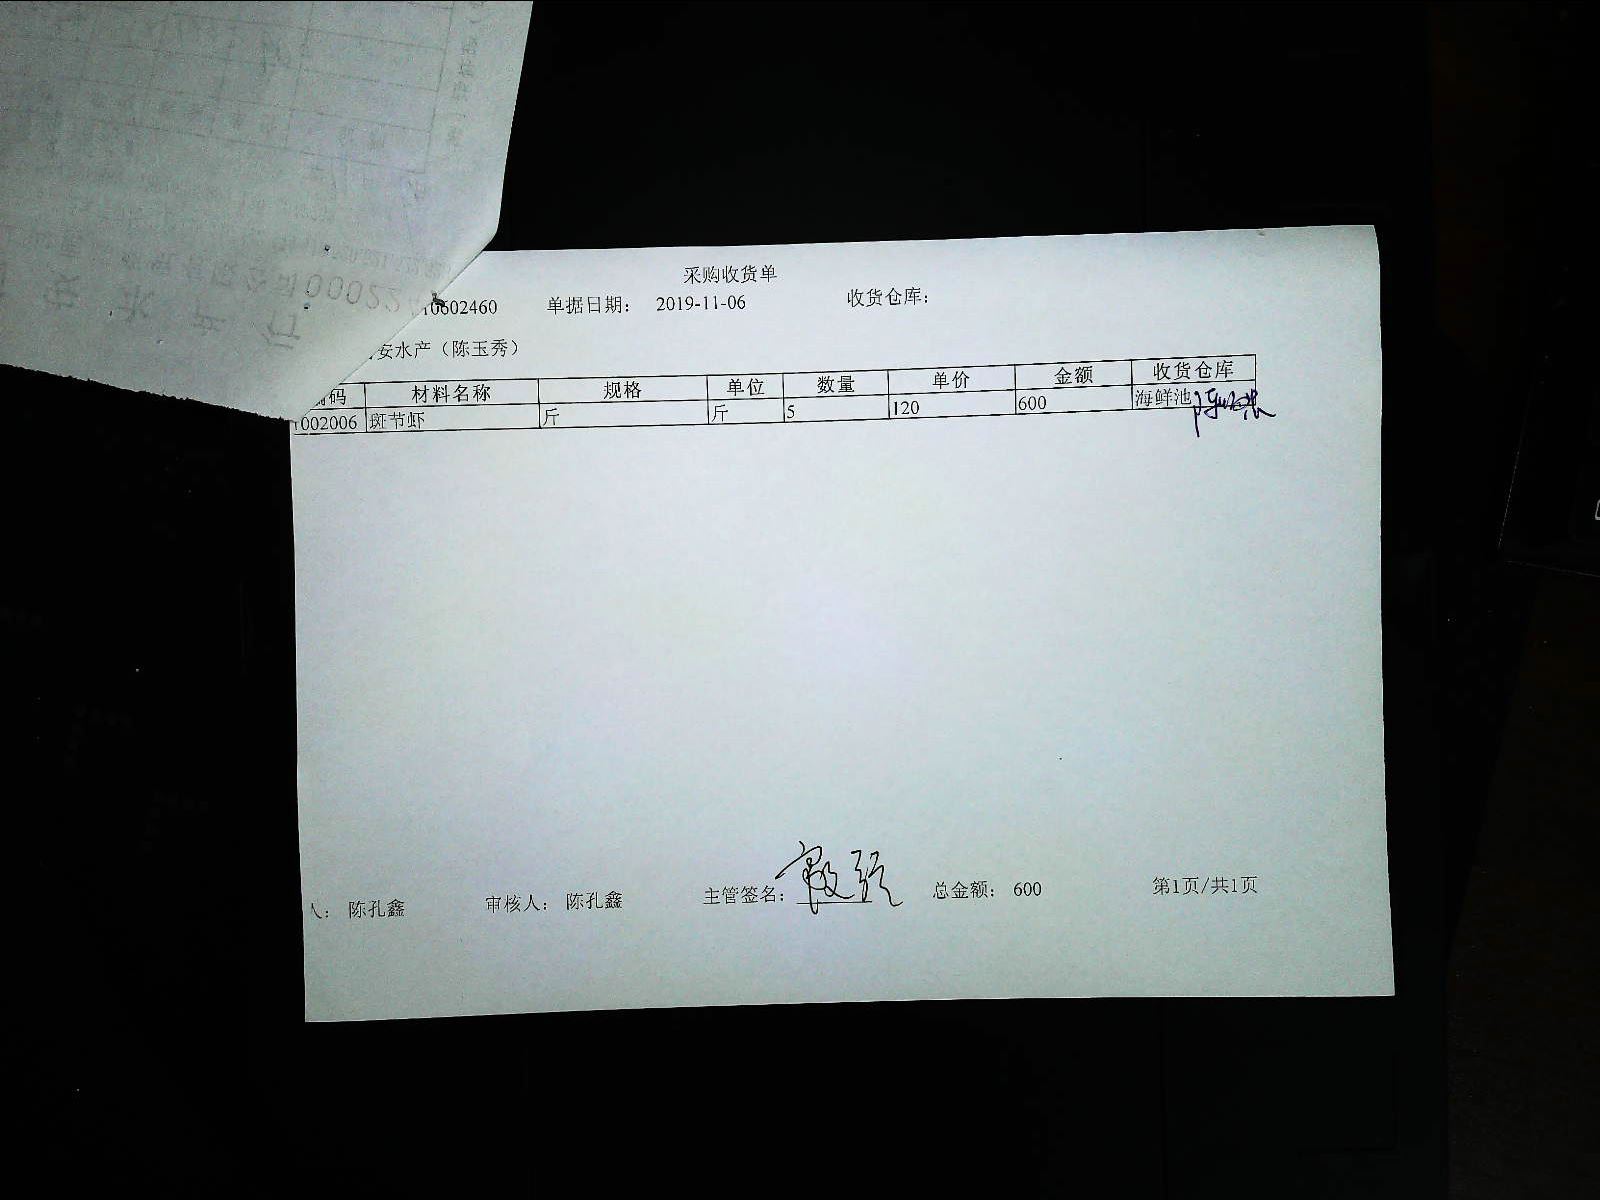 采购收货单
10602460 单据日期： 2019-11-06 收货仓库：
安水产（陈玉秀）
码 材料名称 规格 单位 数量 单价 金额 收货仓库
1002006 斑节虾 斤 斤 5 120 600 海鲜池
人： 陈孔鑫 审核人： 陈孔鑫 主管签名： 总金额： 600 第1页/共1页